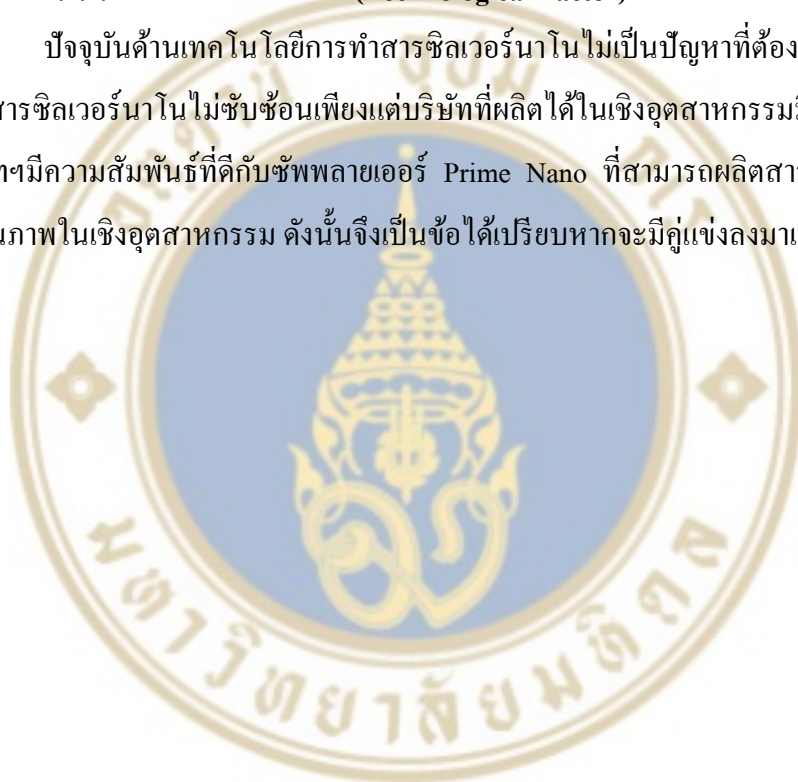 ปัจจุบันด้านเทคโนโลยีการทำสารซิลเวอร์นาโนไม่เป็นปัญหาที่ต้อง
สารซิลเวอร์นาโนไม่ซับซ้อนเพียงแต่บริษัทที่ผลิตได้ในเชิงอุตสาหกรรม
ทฯมีความสัมพันธ์ที่ดีกับซัพพลายเออร์ Prime Nano ที่สามารถผลิตสาร
นภาพในเชิงอุตสาหกรรม ดังนั้นจึงเป็นข้อได้เปรียบหากจะมีคู่แข่งลงมา
มหาวิทยาลัยมหิดล